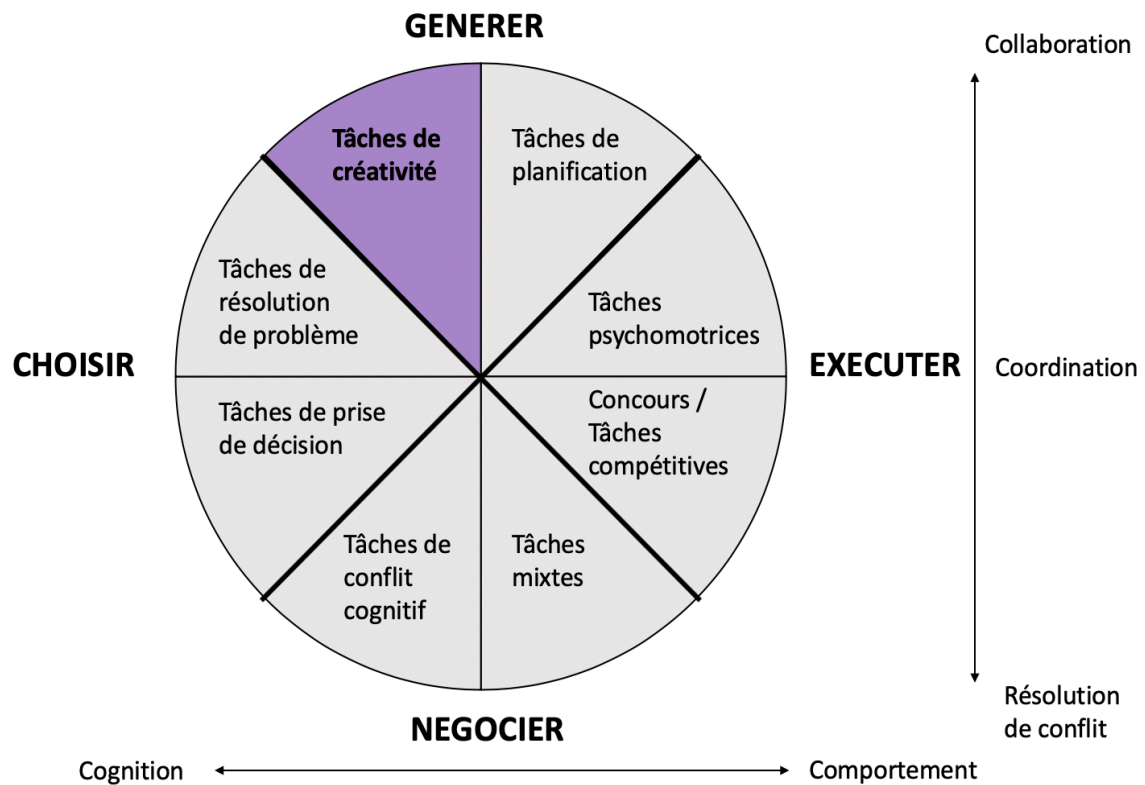 GENERER
Collaboration
Tâches de
créativité
Tâches de
planification
Tâches de
résolution
de problème
Tâches
psychomotrices
CHOISIR
EXECUTER
Coordination
Tâches de prise
de décision
Concours /
Tâches
compétitives
Tâches de
conflit
cognitif
Tâches
mixtes
Résolution
de conflit
NEGOCIER
Cognition
Comportement